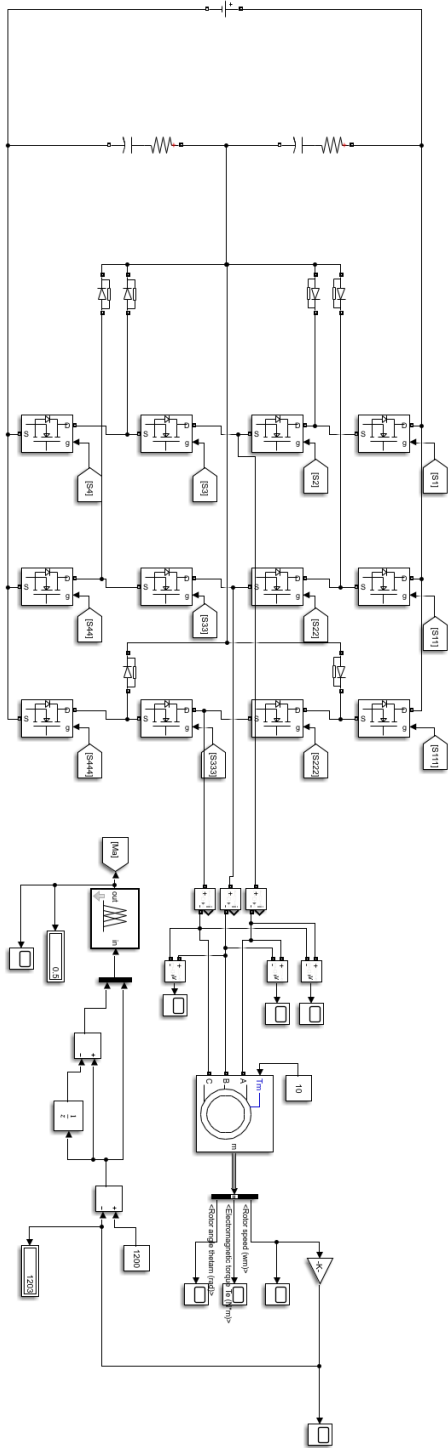 [S1]
g D S
[S2]
g D S
[S3]
g D S
[S4]
g D S
[S11]
g D S
[S22]
g D S
[S33]
g D S
[S44]
g D S
[S111]
g D S
[S222]
g D S
[S333]
g D S
[S444]
g D S
+ i -
+ i -
+ i -
+ - v
+ - v
+ - v
10
Tm
A
B
C
m
<Rotor speed (wm)>
<Electromagnetic torque Te (N*m)>
<Rotor angle thetam (rad)>
-K-
[Ma]
out
in
0.5
+
-
1
z
+
-
1200
1203